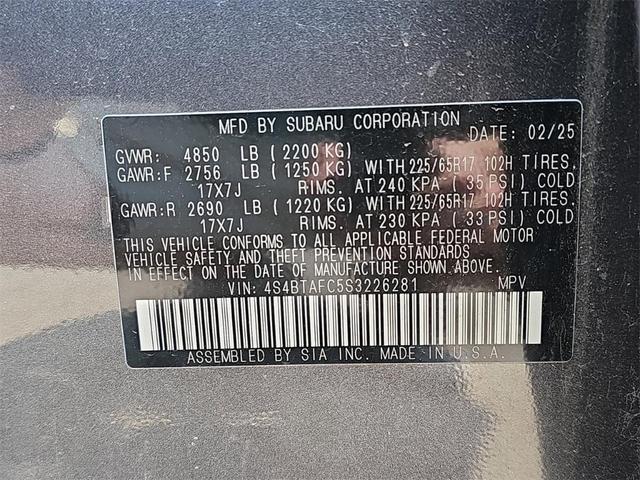 MFD BY SUBARU CORPORATION
DATE: 02/25
GVWR: 4850 LB (2200 KG)
GAWR:F 2756 LB (1250 KG) WITH 225/65R17 102H TIRES.
17X7J RIMS. AT 240 KPA (35 PSI) COLD
GAWR:R 2690 LB (1220 KG) WITH 225/65R17 102H TIRES.
17X7J RIMS. AT 230 KPA (33 PSI) COLD
THIS VEHICLE CONFORMS TO ALL APPLICABLE FEDERAL MOTOR
VEHICLE SAFETY AND THEFT PREVENTION STANDARDS
IN EFFECT ON THE DATE OF MANUFACTURE SHOWN ABOVE.
VIN: 4S4BTAFC5S3226281 MPV
ASSEMBLED BY SIA INC. MADE IN U.S.A.